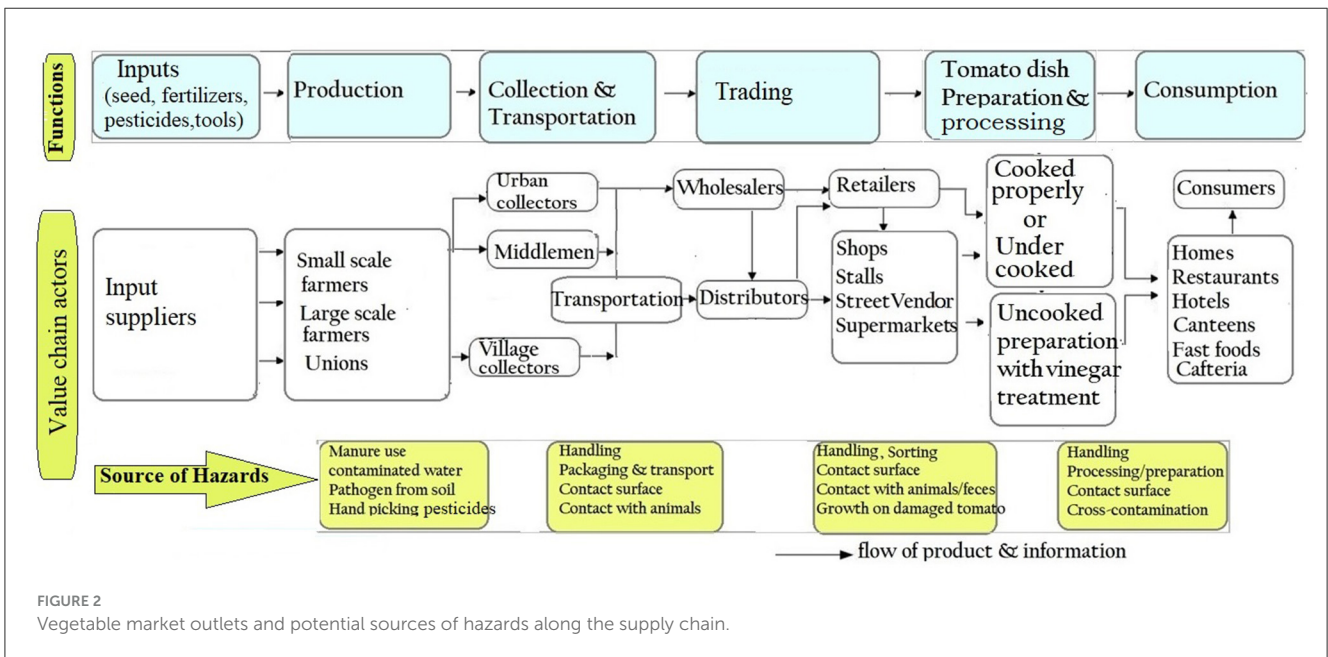 Functions
Inputs
(seed, fertilizers,
pesticides,tools)
Production
Collection &
Transportation
Trading
Tomato dish
Preparation &
processing
Consumption
Value chain actors
Input
suppliers
Small scale
farmers
Large scale
farmers
Unions
Urban
collectors
Middlemen
Village
collectors
Transportation
Wholesalers
Distributors
Retailers
Shops
Stalls
StreetVendor
Supermarkets
Cooked
properly
or
Under
cooked
Uncooked
preparation
with vinegar
treatment
Consumers
Homes
Restaurants
Hotels
Canteens
Fast foods
Cafteria
Source of Hazards
Manure use
contaminated water
Pathogen from soil
Hand picking pesticides
Handling
Packaging & transport
Contact surface
Contact with animals
Handling, Sorting
Contact surface
Contact with animals/feces
Growth on damaged tomato
Handling
Processing/preparation
Contact surface
Cross-contamination
flow of product & information
FIGURE 2
Vegetable market outlets and potential sources of hazards along the supply chain.